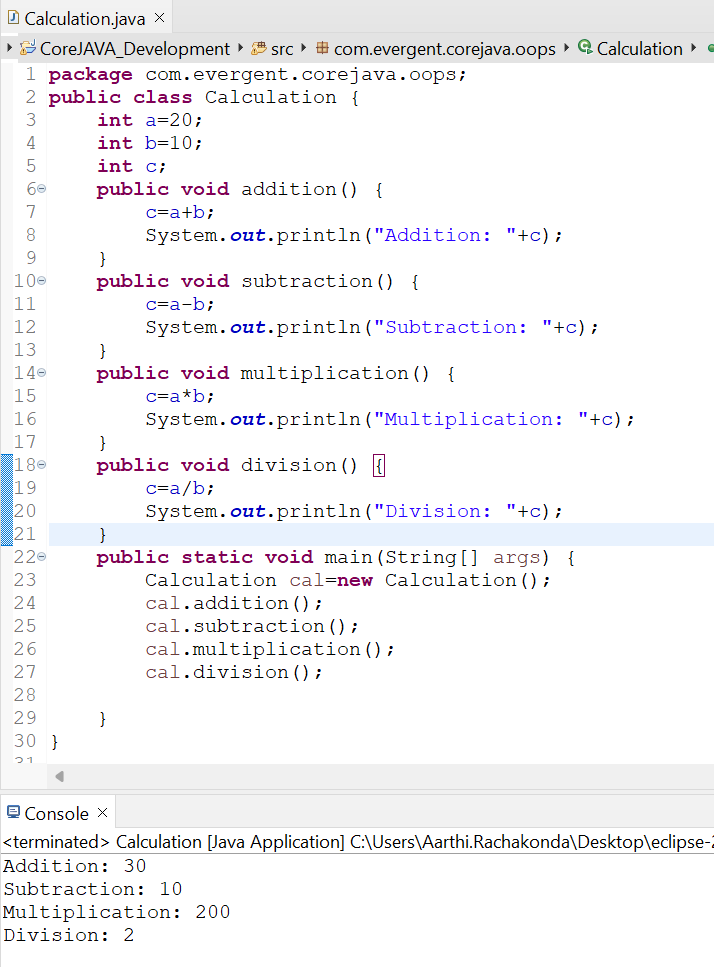 Calculation.java
CoreJAVA_Development src com.evergent.corejava.oops Calculation
1 package com.evergent.corejava.oops;
2 public class Calculation {
3     int a=20;
4     int b=10;
5     int c;
6     public void addition() {
7         c=a+b;
8         System.out.println("Addition: "+c);
9     }
10     public void subtraction() {
11         c=a-b;
12         System.out.println("Subtraction: "+c);
13     }
14     public void multiplication() {
15         c=a*b;
16         System.out.println("Multiplication: "+c);
17     }
18     public void division() {
19         c=a/b;
20         System.out.println("Division: "+c);
21     }
22     public static void main(String[] args) {
23         Calculation cal=new Calculation();
24         cal.addition();
25         cal.subtraction();
26         cal.multiplication();
27         cal.division();
28
29     }
30 }
31
Console
<terminated> Calculation [Java Application] C:\Users\Aarthi.Rachakonda\Desktop\eclipse-2
Addition: 30
Subtraction: 10
Multiplication: 200
Division: 2